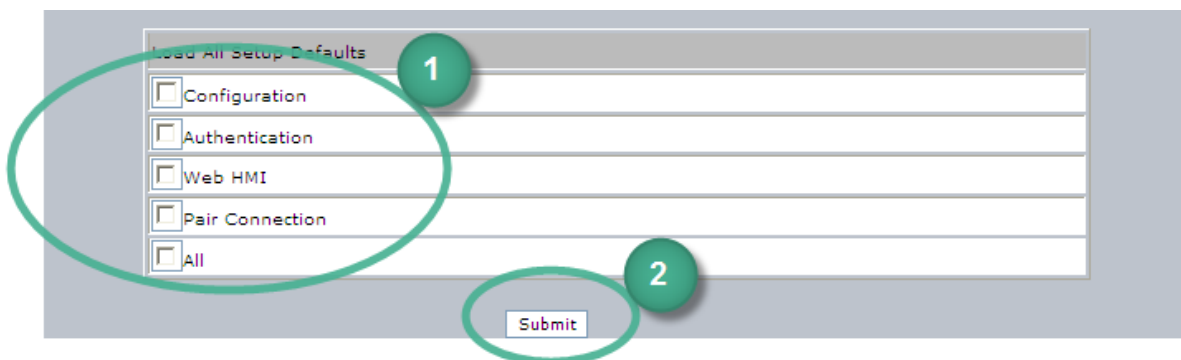 Load All Setup Defaults
1
Configuration
Authentication
Web HMI
Pair Connection
All
2
Submit